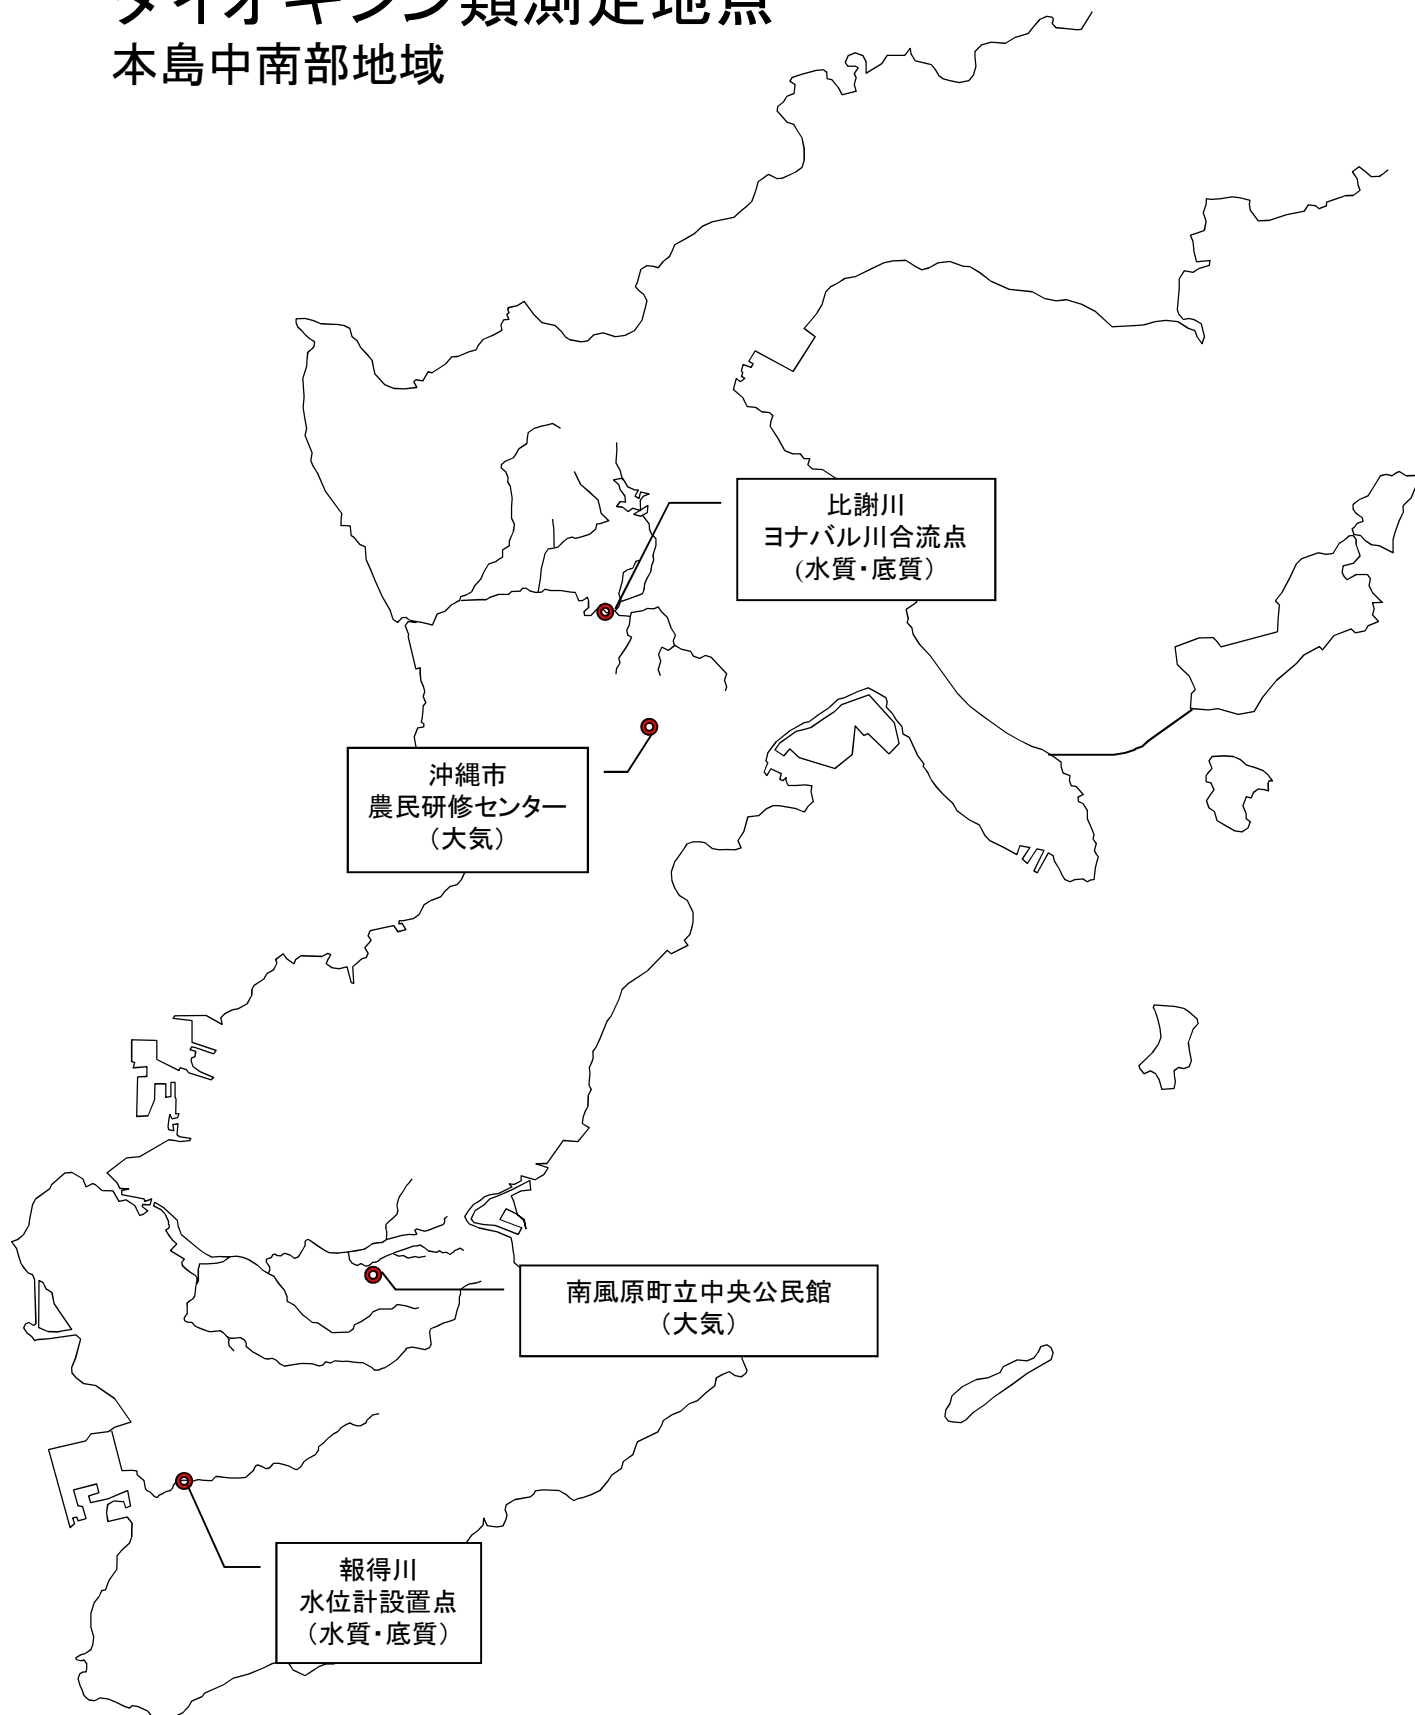 ダイオキシン類測定地点
本島中南部地域
比謝川
ヨナバル川合流点
(水質・底質）
沖縄市
農民研修センター
（大気）
南風原町立中央公民館
（大気）
報得川
水位計設置点
（水質・底質）